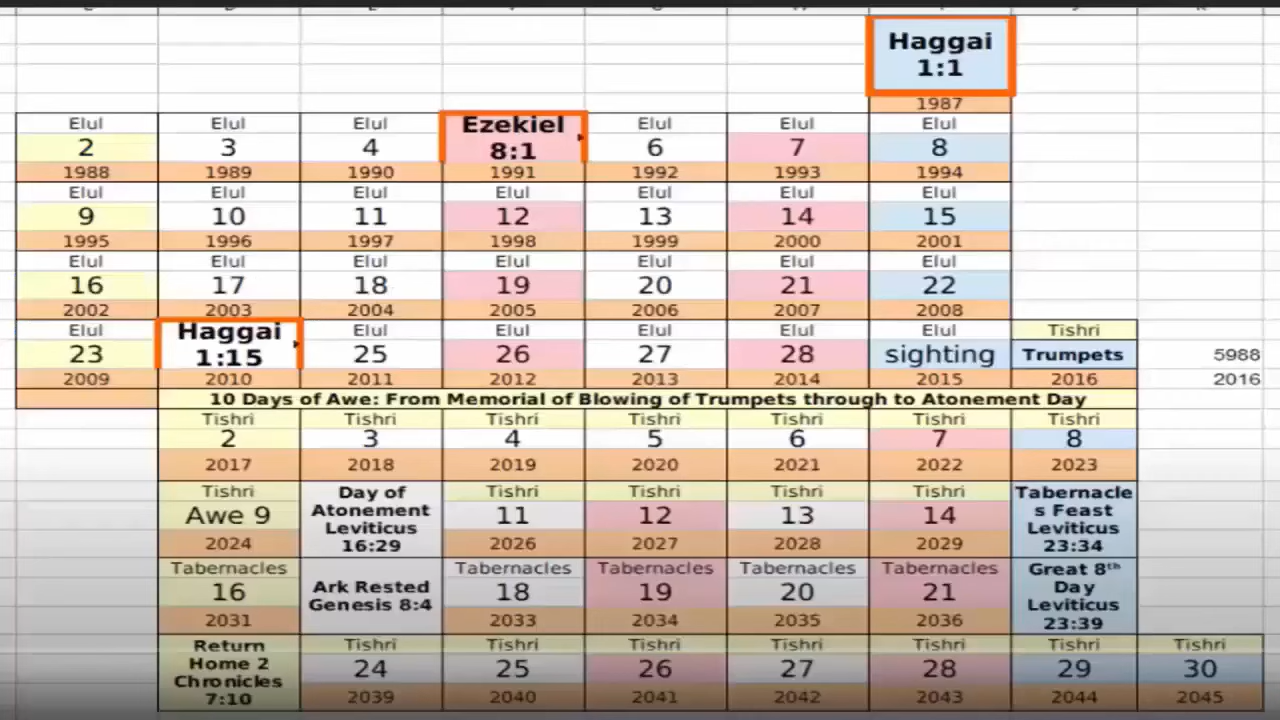 Haggai
1:1
1987
Elul Elul Elul Ezekiel Elul Elul Elul
2 3 4 8:1 6 7 8
1988 1989 1990 1991 1992 1993 1994
Elul Elul Elul Elul Elul Elul Elul
9 10 11 12 13 14 15
1995 1996 1997 1998 1999 2000 2001
Elul Elul Elul Elul Elul Elul Elul
16 17 18 19 20 21 22
2002 2003 2004 2005 2006 2007 2008
Elul Haggai Elul Elul Elul Elul Elul Tishri
23 1:15 25 26 27 28 sighting Trumpets 5988
2009 2010 2011 2012 2013 2014 2015 2016 2016
10 Days of Awe: From Memorial of Blowing of Trumpets through to Atonement Day
Tishri Tishri Tishri Tishri Tishri Tishri Tishri
2 3 4 5 6 7 8
2017 2018 2019 2020 2021 2022 2023
Tishri
Awe 9
2024
Day of
Atonement
Leviticus
16:29
Tishri Tishri Tishri Tishri
11 12 13 14
2026 2027 2028 2029
Tabernacle
s Feast
Leviticus
23:34
Tabernacles
16
2031
Ark Rested
Genesis 8:4
Tabernacles Tabernacles Tabernacles Tabernacles
18 19 20 21
2033 2034 2035 2036
Great 8th
Day
Leviticus
23:39
Return
Home 2
Chronicles
7:10
Tishri Tishri Tishri Tishri Tishri Tishri Tishri
24 25 26 27 28 29 30
2039 2040 2041 2042 2043 2044 2045